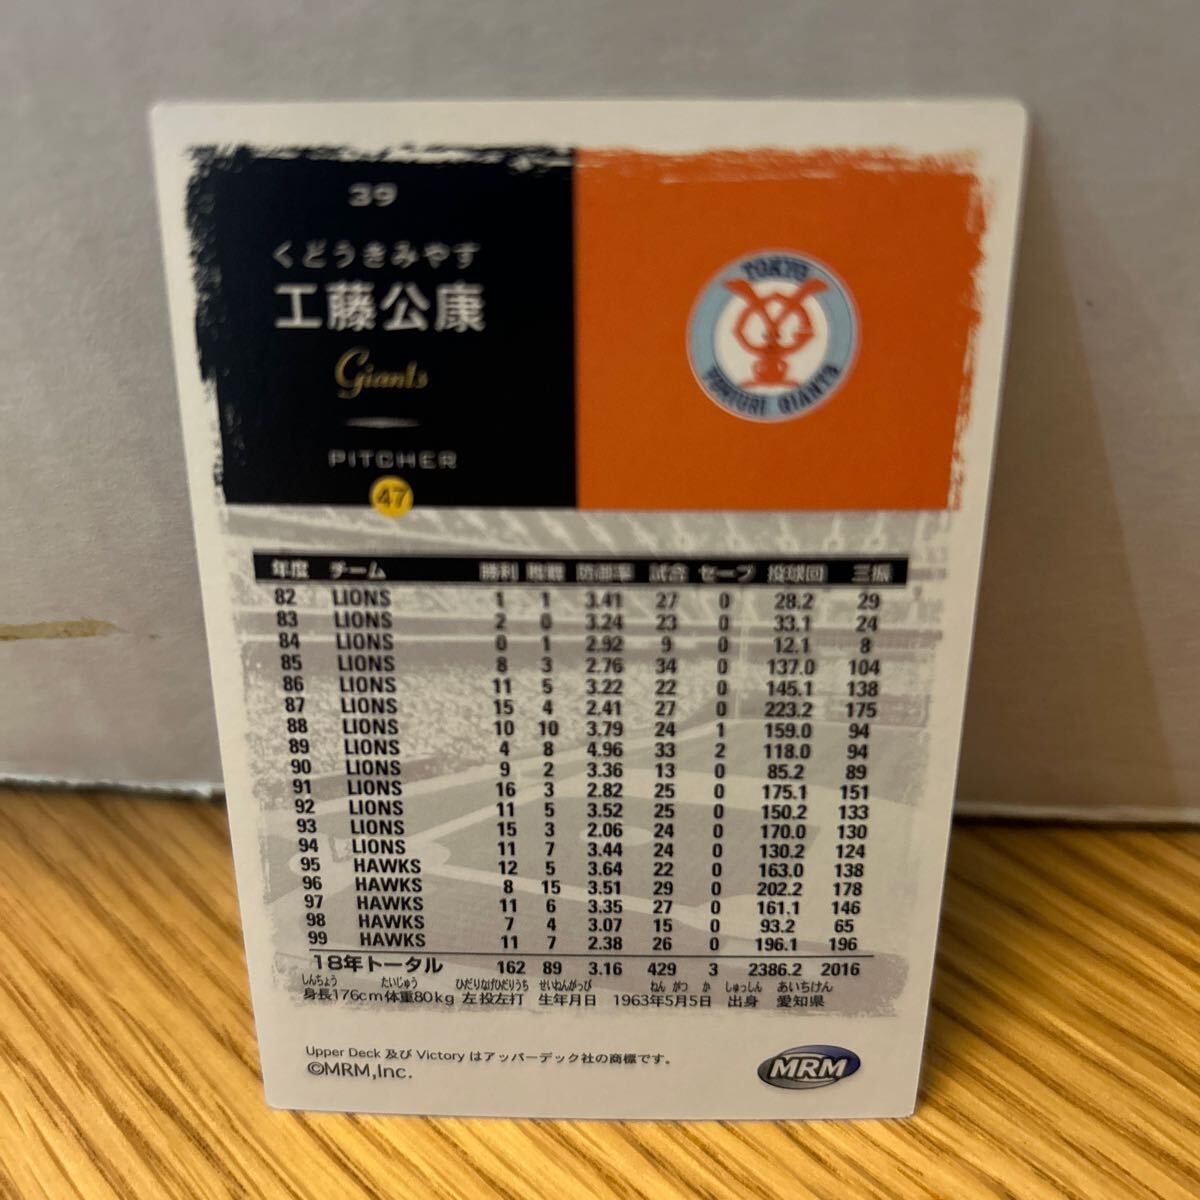 39
くどうきみやす
工藤公康
Giants
PITCHER
47
TOKYO
YOMIURI GIANTS
年度 チーム 勝利 敗戦 防御率 試合 セーブ 投球回 三振
82 LIONS 1 1 3.41 27 0 28.2 29
83 LIONS 2 0 3.24 23 0 33.1 24
84 LIONS 0 1 2.92 9 0 12.1 8
85 LIONS 8 3 2.76 34 0 137.0 104
86 LIONS 11 5 3.22 22 0 145.1 138
87 LIONS 15 4 2.41 27 0 223.2 175
88 LIONS 10 10 3.79 24 1 159.0 94
89 LIONS 4 8 4.96 33 2 118.0 94
90 LIONS 9 2 3.36 13 0 85.2 89
91 LIONS 16 3 2.82 25 0 175.1 151
92 LIONS 11 5 3.52 25 0 150.2 133
93 LIONS 15 3 2.06 24 0 170.0 130
94 LIONS 11 7 3.44 24 0 130.2 124
95 HAWKS 12 5 3.64 22 0 163.0 138
96 HAWKS 8 15 3.51 29 0 202.2 178
97 HAWKS 11 6 3.35 27 0 161.1 146
98 HAWKS 7 4 3.07 15 0 93.2 65
99 HAWKS 11 7 2.38 26 0 196.1 196
18年トータル 162 89 3.16 429 3 2386.2 2016
しんちょう たいじゅう ひだりなげひだりうち せいねんがっぴ ねん がつ か しゅっしん あいちけん
身長176cm体重80kg 左投左打 生年月日 1963年5月5日 出身 愛知県
Upper Deck 及び Victory はアッパーデック社の商標です。
©MRM,Inc.
MRM